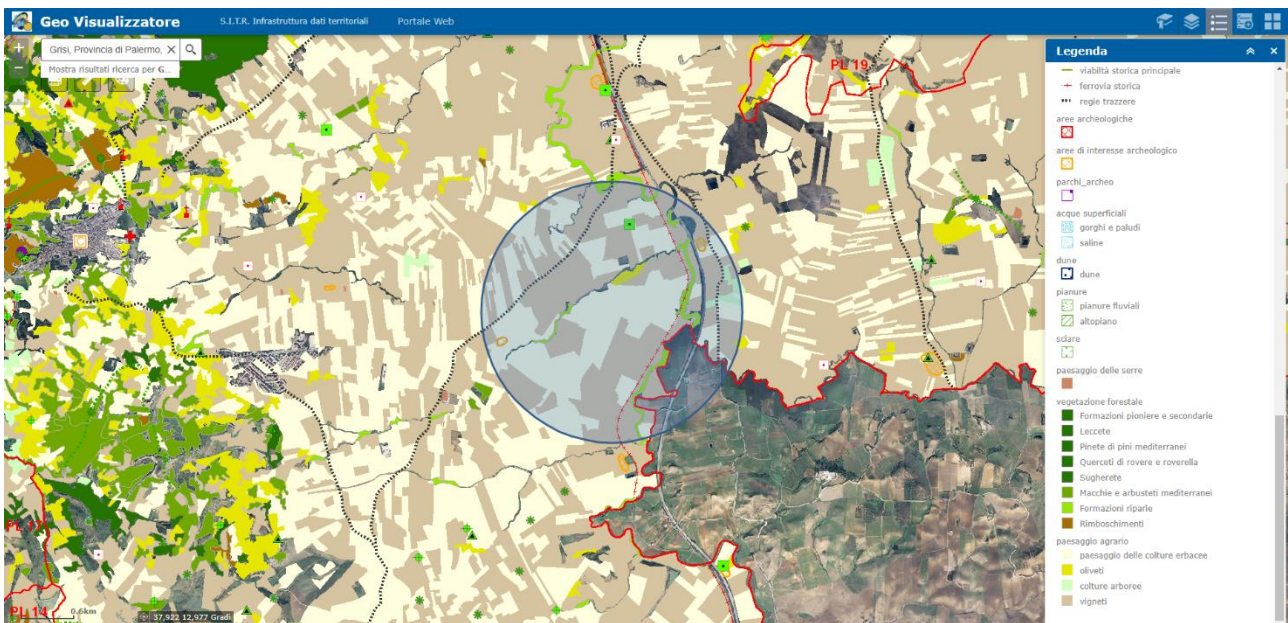 Geo Visualizzatore
S.I.T.R. Infrastruttura dati territoriali
Portale Web
+
Grisi, Provincia di Palermo,
Mostra risultati ricerca per G...
−
PL 19
PL 17
PL 14
0.6km
37,922 12,977 Gradi
Legenda
viabiltà storica principale
ferrovia storica
regie trazzere
aree archeologiche
aree di interesse archeologico
parchi_archeo
acque superficiali
gorghi e paludi
saline
dune
dune
pianure
pianure fluviali
altopiano
sciare
paesaggio delle serre
vegetazione forestale
Formazioni pioniere e secondarie
Leccete
Pinete di pini mediterranei
Querceti di rovere e roverella
Sugherete
Macchie e arbusteti mediterranei
Formazioni riparie
Rimboschimenti
paesaggio agrario
paesaggio delle colture erbacee
oliveti
colture arboree
vigneti